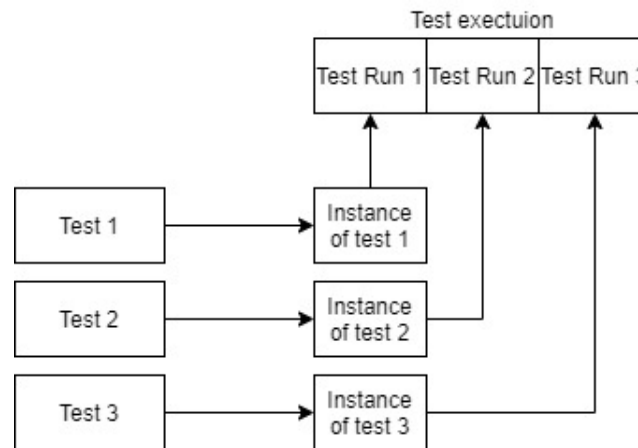 Test exectuion
Test Run 1 Test Run 2 Test Run 3
Test 1
Instance
of test 1
Test 2
Instance
of test 2
Test 3
Instance
of test 3